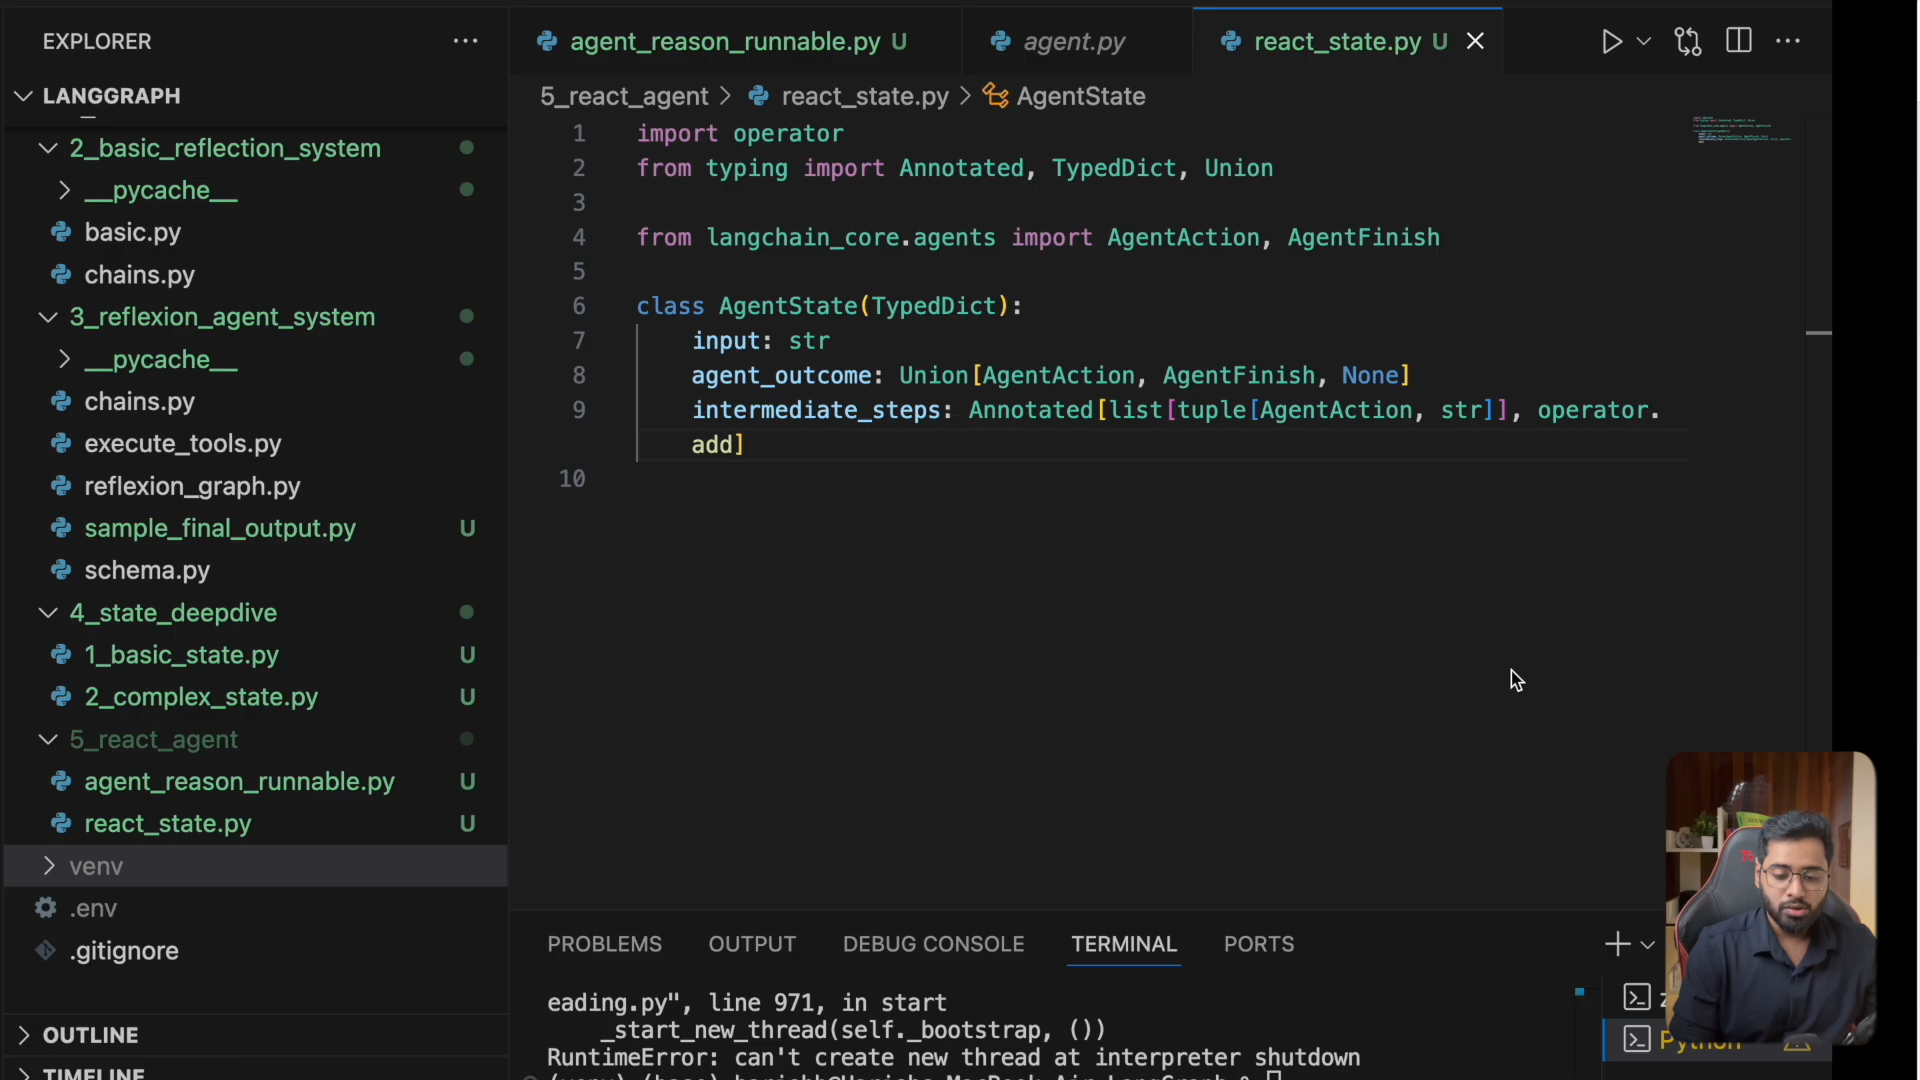 EXPLORER
LANGGRAPH
2_basic_reflection_system
__pycache__
basic.py
chains.py
3_reflexion_agent_system
__pycache__
chains.py
execute_tools.py
reflexion_graph.py
sample_final_output.py U
schema.py
4_state_deepdive
1_basic_state.py U
2_complex_state.py U
5_react_agent
agent_reason_runnable.py U
react_state.py U
venv
.env
.gitignore
OUTLINE
TIMELINE
agent_reason_runnable.py U
agent.py
react_state.py U
5_react_agent > react_state.py > AgentState
1 import operator
2 from typing import Annotated, TypedDict, Union
3
4 from langchain_core.agents import AgentAction, AgentFinish
5
6 class AgentState(TypedDict):
7 input: str
8 agent_outcome: Union[AgentAction, AgentFinish, None]
9 intermediate_steps: Annotated[list[tuple[AgentAction, str]], operator.
add]
10
PROBLEMS OUTPUT DEBUG CONSOLE TERMINAL PORTS
eading.py", line 971, in start
_start_new_thread(self._bootstrap, ())
RuntimeError: can't create new thread at interpreter shutdown
Python